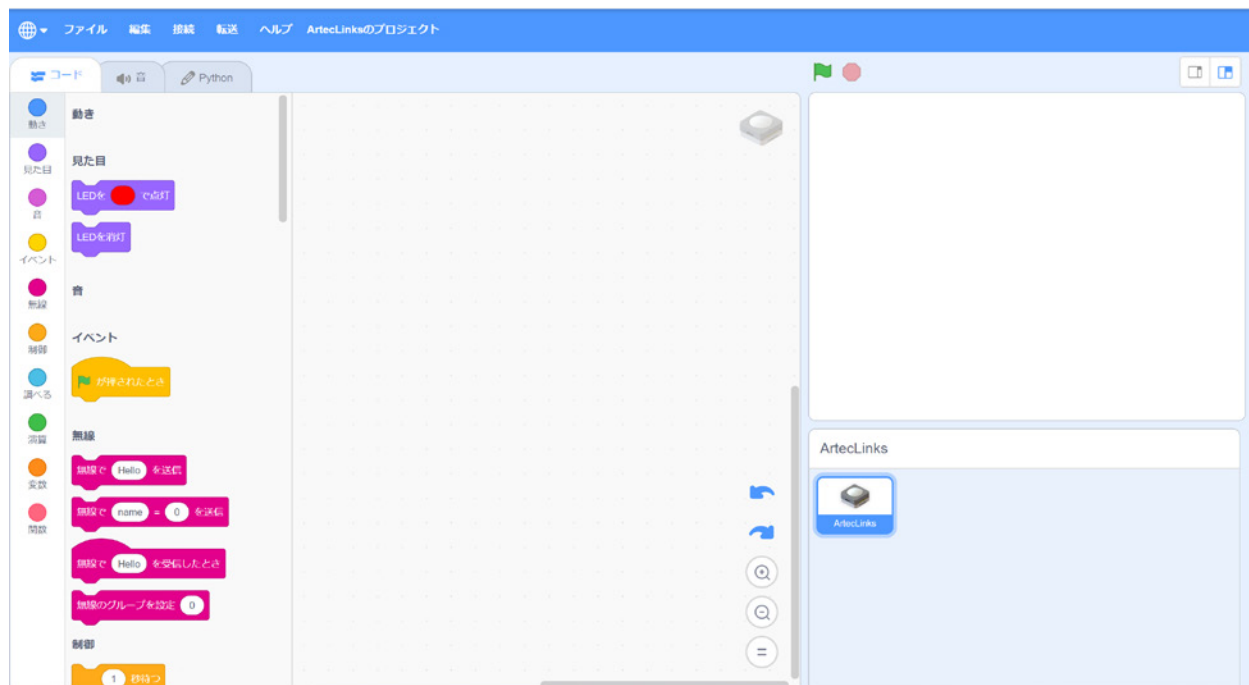 ファイル 編集 接続 転送 ヘルプ ArtecLinksのプロジェクト
コード 音 Python
動き
見た目
音
イベント
無線
制御
調べる
演算
変数
関数
動き
見た目
LEDを で点灯
LEDを消灯
音
イベント
が押されたとき
無線
無線で Hello を送信
無線で name = 0 を送信
無線で Hello を受信したとき
無線のグループを設定 0
制御
1 秒待つ
ArtecLinks
ArtecLinks